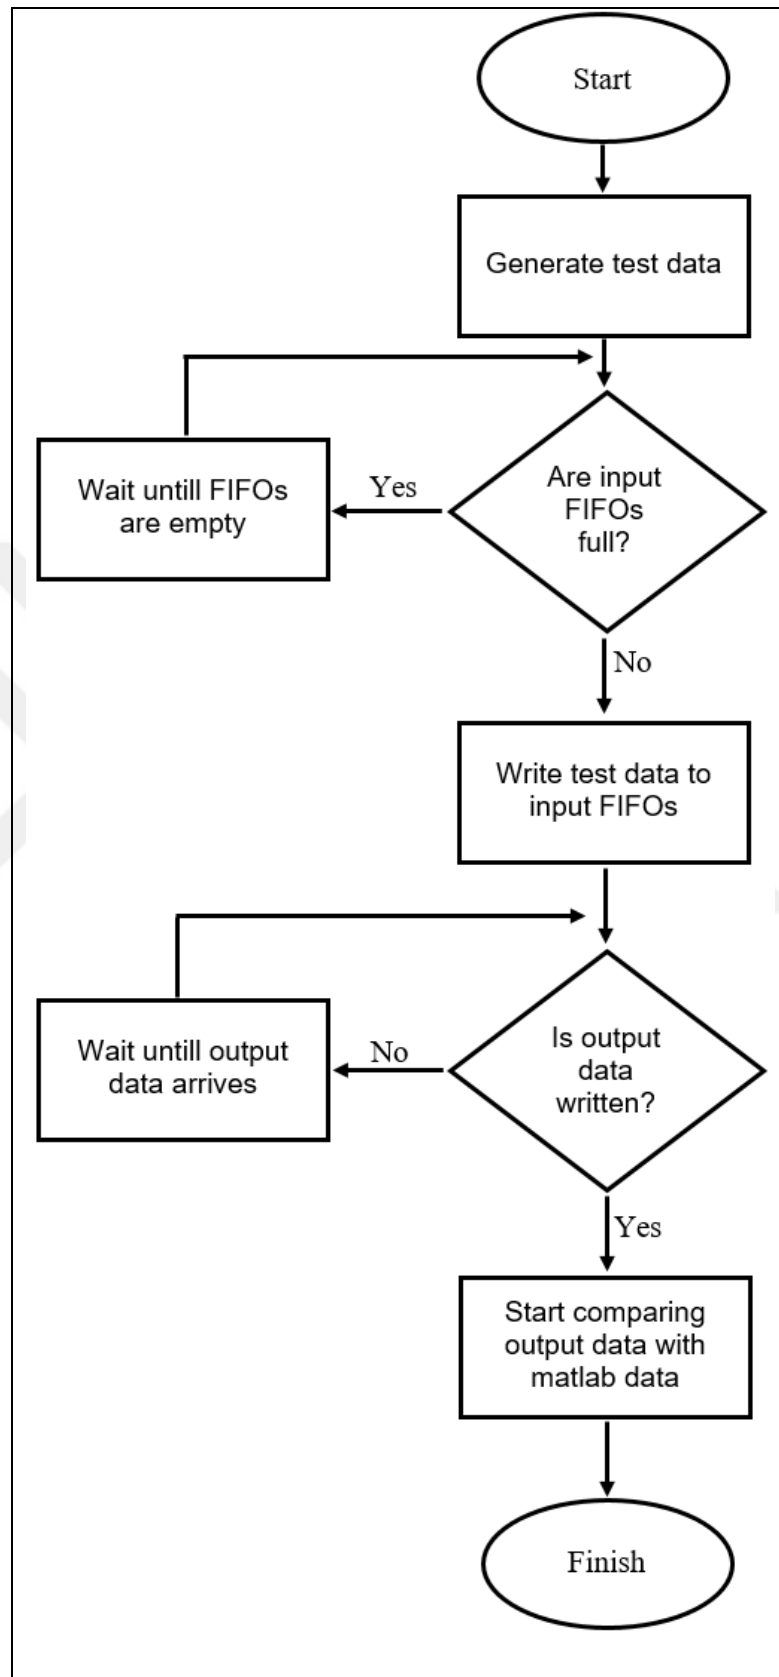 Start
Generate test data
Wait untill FIFOs
are empty
Yes
Are input
FIFOs
full?
No
Write test data to
input FIFOs
Wait untill output
data arrives
No
Is output
data
written?
Yes
Start comparing
output data with
matlab data
Finish